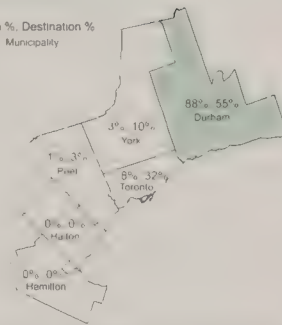 %, Destination %
Municipality
88% 55%
Durham
3% 10%
York
1% 3%
Peel
8% 32%
Toronto
0% 0%
Halton
0% 0%
Hamilton